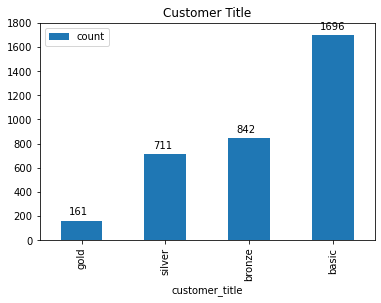 Customer Title
1800
1600
1400
1200
1000
800
600
400
200
0
count
161
711
842
1696
gold
silver
bronze
basic
customer_title